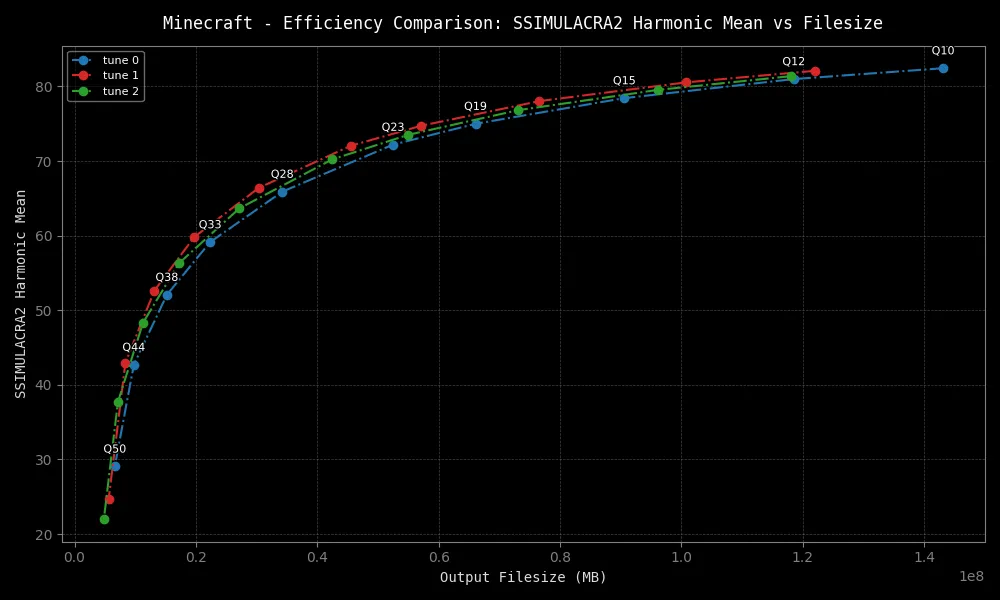 Minecraft - Efficiency Comparison: SSIMULACRA2 Harmonic Mean vs Filesize
tune 0
tune 1
tune 2
Q10
Q12
Q15
Q19
Q23
Q28
Q33
Q38
Q44
Q50
SSIMULACRA2 Harmonic Mean
80
70
60
50
40
30
20
0.0 0.2 0.4 0.6 0.8 1.0 1.2 1.4
1e8
Output Filesize (MB)